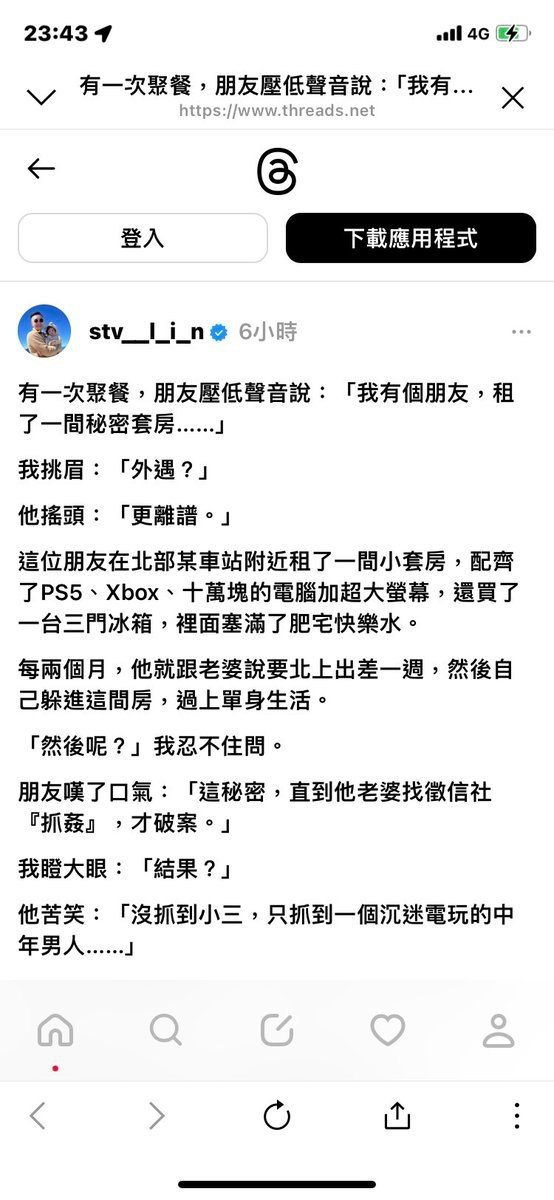 23:43
4G
有一次聚餐，朋友壓低聲音說：「我有...
https://www.threads.net
登入
下載應用程式
stv__l_i_n 6小時
有一次聚餐，朋友壓低聲音說：「我有個朋友，租
了一間秘密套房……」
我挑眉：「外遇？」
他搖頭：「更離譜。」
這位朋友在北部某車站附近租了一間小套房，配齊
了PS5、Xbox、十萬塊的電腦加超大螢幕，還買了
一台三門冰箱，裡面塞滿了肥宅快樂水。
每兩個月，他就跟老婆說要北上出差一週，然後自
己躲進這間房，過上單身生活。
「然後呢？」我忍不住問。
朋友嘆了口氣：「這秘密，直到他老婆找徵信社
『抓姦』，才破案。」
我瞪大眼：「結果？」
他苦笑：「沒抓到小三，只抓到一個沉迷電玩的中
年男人……」